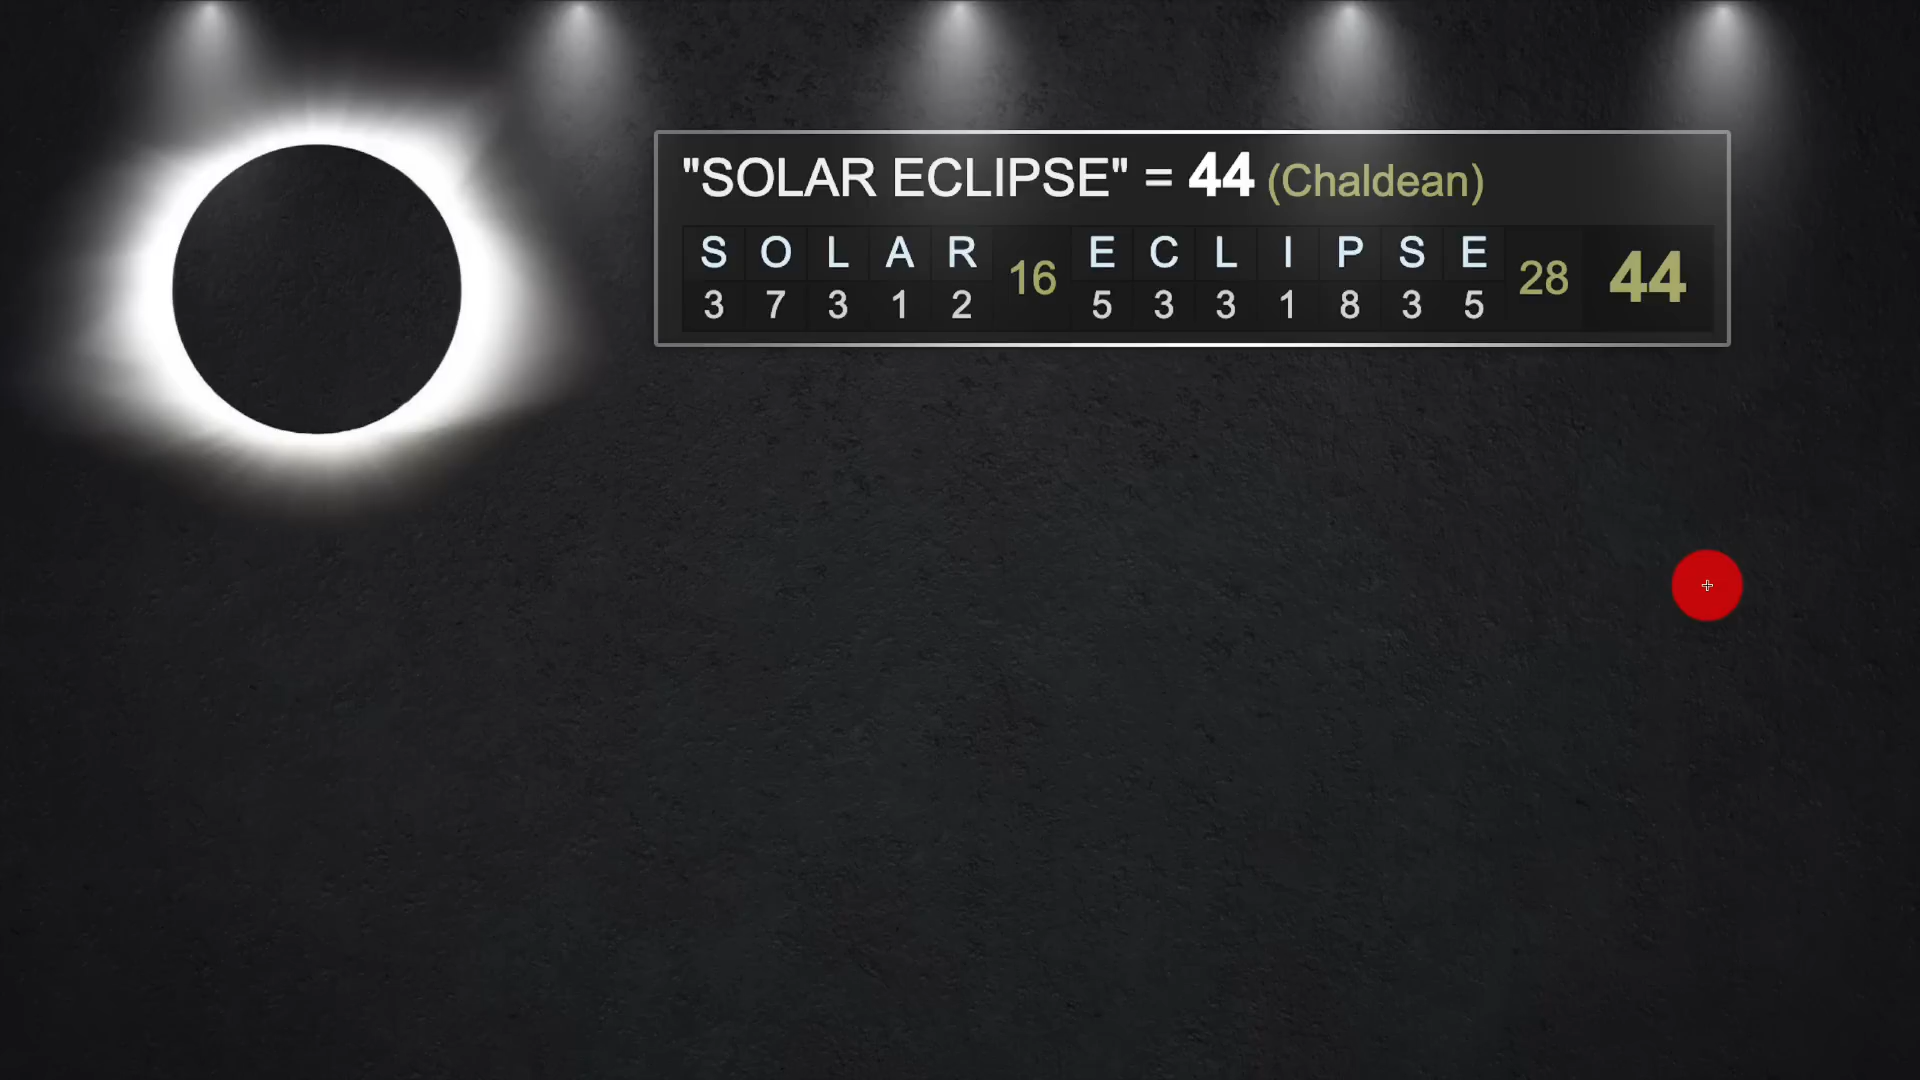 "SOLAR ECLIPSE" = 44 (Chaldean)
S O L A R 16 E C L I P S E 28 44
3 7 3 1 2 5 3 3 1 8 3 5